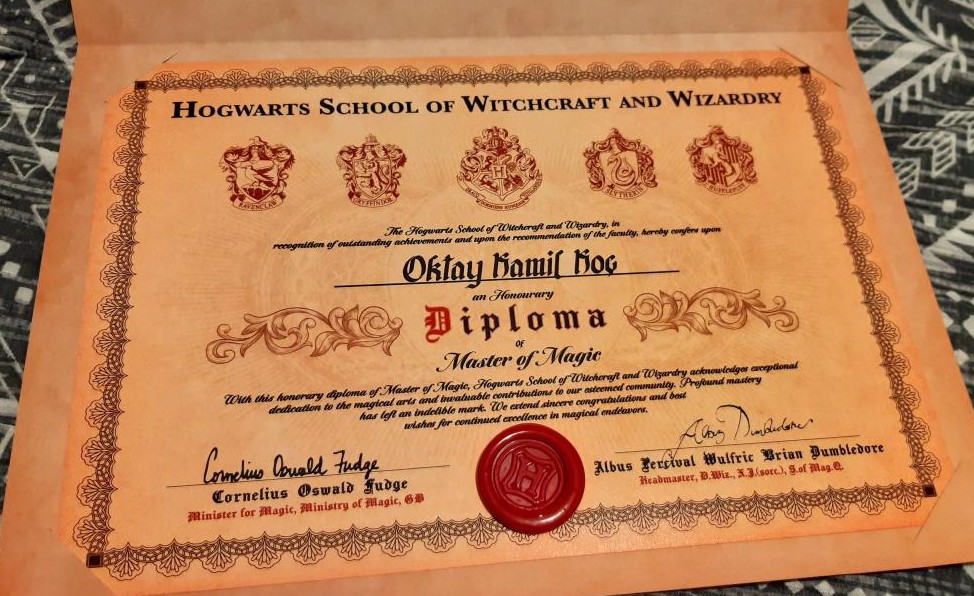 HOGWARTS SCHOOL OF WITCHCRAFT AND WIZARDRY
RAVENCLAW GRYFFINDOR SLYTHERIN HUFFLEPUFF
The Hogwarts School of Witchcraft and Wizardry, in
recognition of outstanding achievements and upon the recommendation of the faculty, hereby confers upon
Oktay Kamil Koc
an Honourary
Diploma
OF
Master of Magic
With this honorary diploma of Master of Magic, Hogwarts School of Witchcraft and Wizardry acknowledges exceptional
dedication to the magical arts and invaluable contributions to our esteemed community. Profound mastery
has left an indelible mark. We extend sincere congratulations and best
wishes for continued excellence in magical endeavors.
Cornelius Oswald Fudge
Cornelius Oswald Fudge
Minister for Magic, Ministry of Magic, GB
H
Albus Dumbledore
Albus Percival Wulfric Brian Dumbledore
Headmaster, D.Wiz., X.J.(sorc.), S.of Mag.Q.